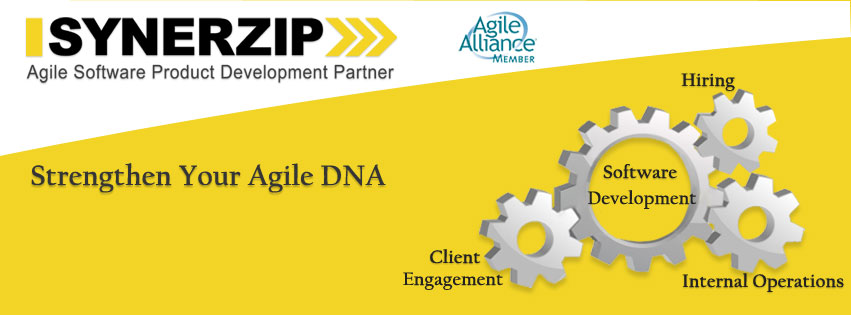 SYNERZIP
Agile Software Product Development Partner
Agile
Alliance
MEMBER
Strengthen Your Agile DNA
Hiring
Software
Development
Client
Engagement
Internal Operations